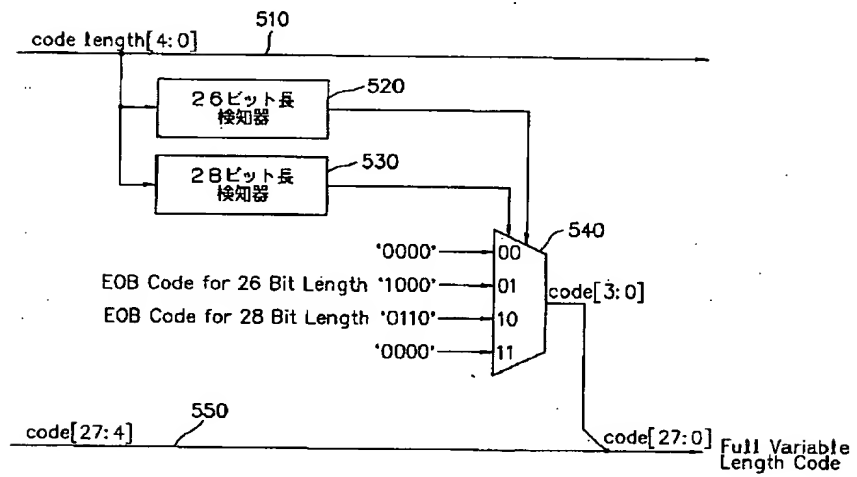 510
code length[4:0]
26ビット長
検知器
520
28ビット長
検知器
530
540
'0000' 00
EOB Code for 26 Bit Length '1000' 01
code[3:0]
EOB Code for 28 Bit Length '0110' 10
'0000' 11
550
code[27:4]
code[27:0]
Full Variable
Length Code